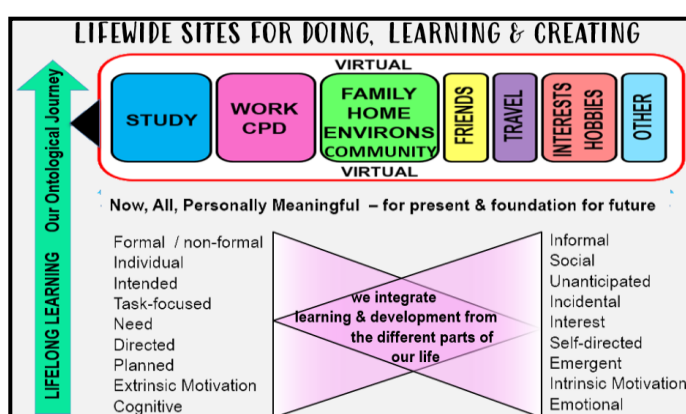 LIFEWIDE SITES FOR DOING, LEARNING & CREATING
VIRTUAL
STUDY
WORK
CPD
FAMILY
HOME
ENVIRONS
COMMUNITY
FRIENDS
TRAVEL
INTERESTS
HOBBIES
OTHER
VIRTUAL
LIFELONG LEARNING Our Ontological Journey
Now, All, Personally Meaningful – for present & foundation for future
Formal / non-formal
Individual
Intended
Task-focused
Need
Directed
Planned
Extrinsic Motivation
Cognitive
we integrate
learning & development from
the different parts of
our life
Informal
Social
Unanticipated
Incidental
Interest
Self-directed
Emergent
Intrinsic Motivation
Emotional